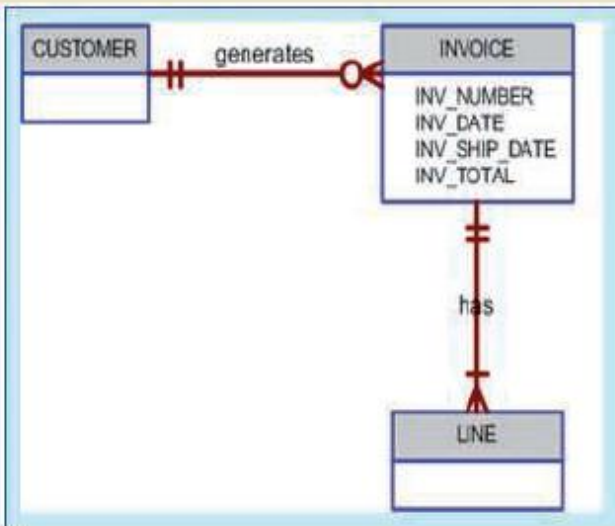 CUSTOMER
generates
INVOICE
INV_NUMBER
INV_DATE
INV_SHIP_DATE
INV_TOTAL
has
LINE